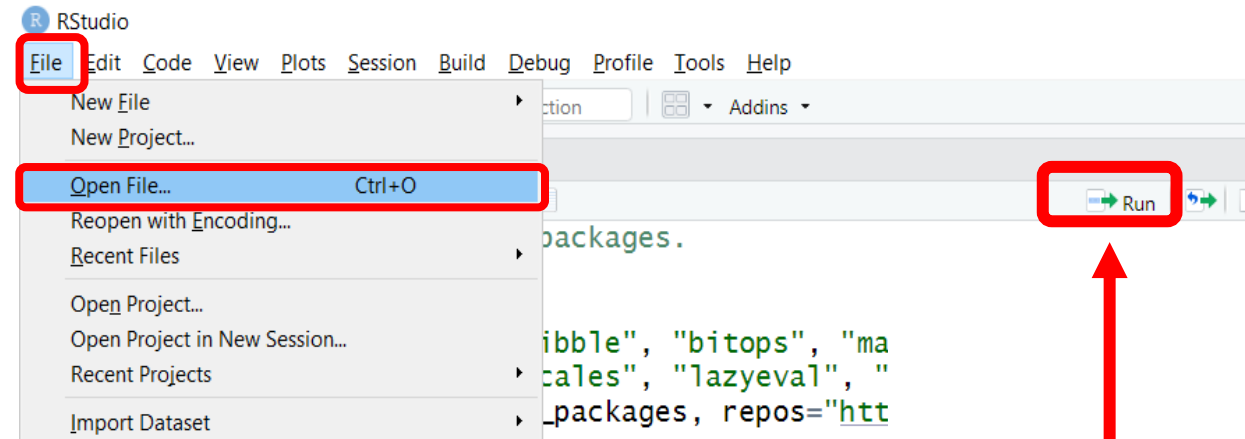 R RStudio
File Edit Code View Plots Session Build Debug Profile Tools Help
New File
ction Addins
New Project...
Open File... Ctrl+O
Run
Reopen with Encoding...
packages.
Recent Files
Open Project...
Open Project in New Session...
ibble", "bitops", "ma
Recent Projects
cales", "lazyeval", "
_packages, repos="htt
Import Dataset